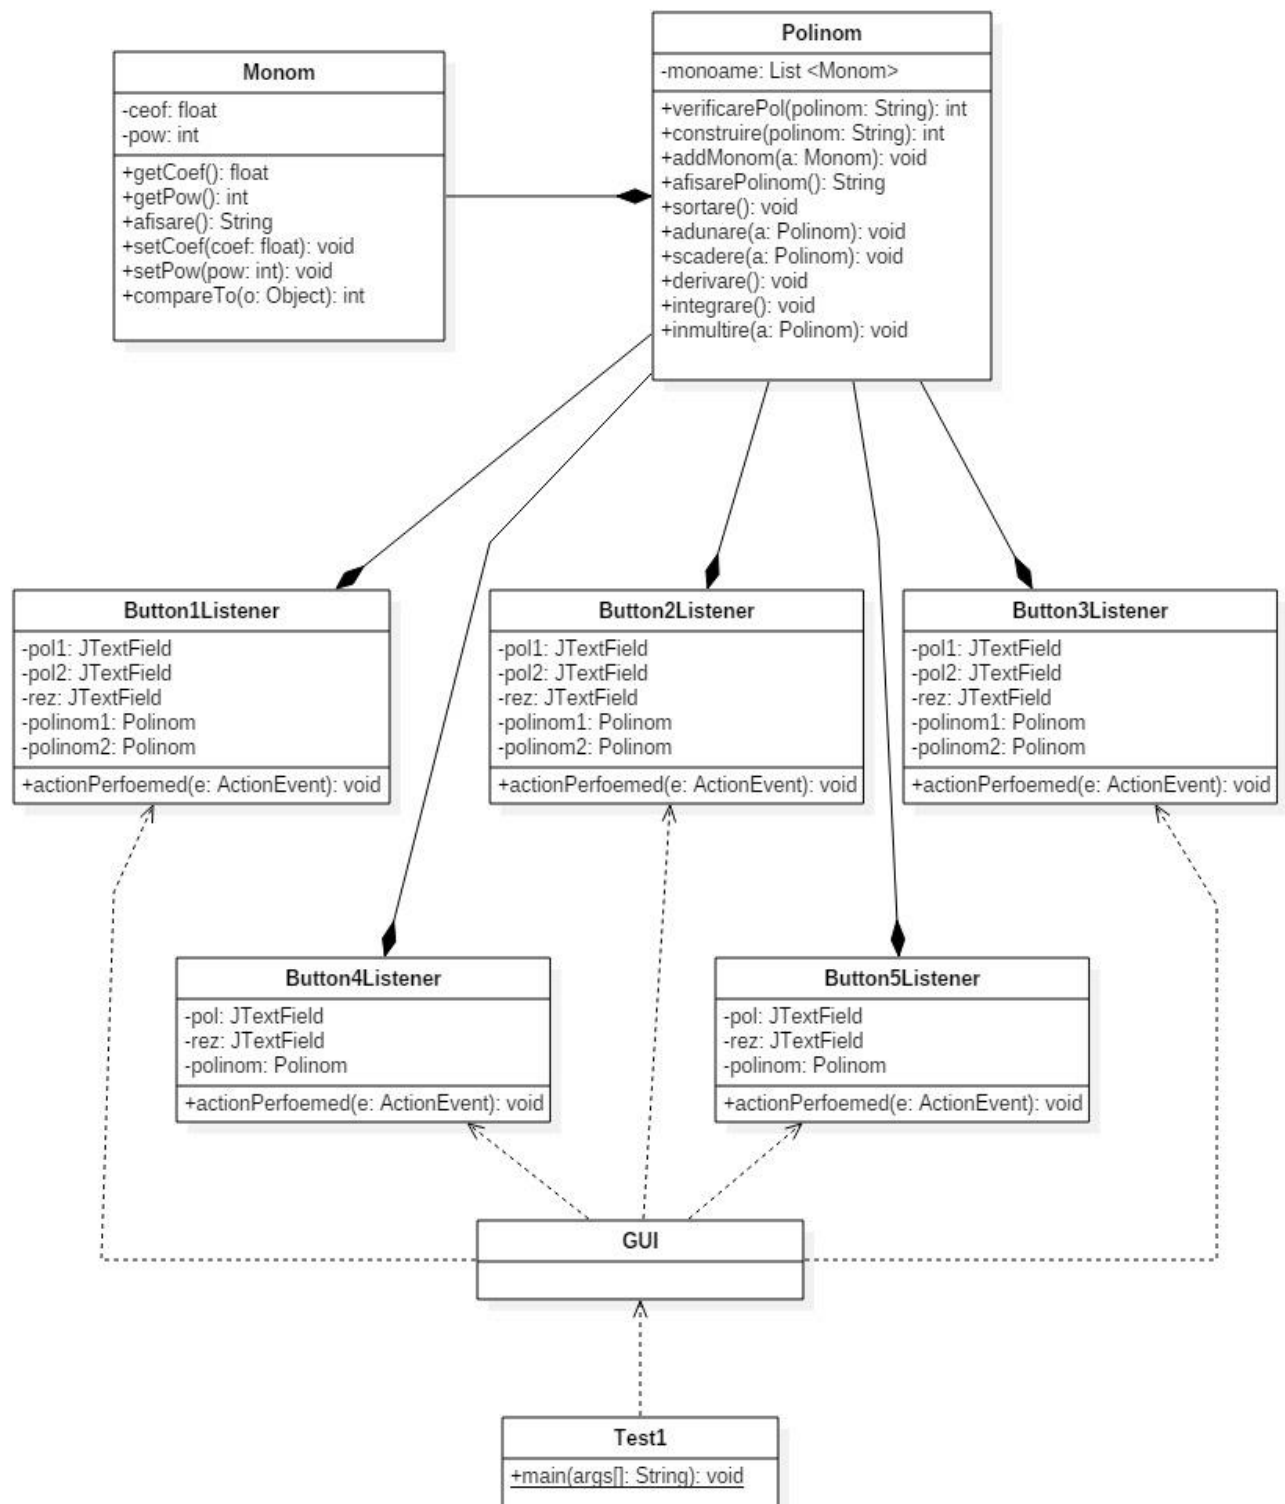 Polinom
-monoame: List <Monom>
+verificarePol(polinom: String): int
+construire(polinom: String): int
+addMonom(a: Monom): void
+afisarePolinom(): String
+sortare(): void
+adunare(a: Polinom): void
+scadere(a: Polinom): void
+derivare(): void
+integrare(): void
+inmultire(a: Polinom): void
Monom
-ceof: float
-pow: int
+getCoef(): float
+getPow(): int
+afisare(): String
+setCoef(coef: float): void
+setPow(pow: int): void
+compareTo(o: Object): int
Button1Listener
-pol1: JTextField
-pol2: JTextField
-rez: JTextField
-polinom1: Polinom
-polinom2: Polinom
+actionPerfoemed(e: ActionEvent): void
Button2Listener
-pol1: JTextField
-pol2: JTextField
-rez: JTextField
-polinom1: Polinom
-polinom2: Polinom
+actionPerfoemed(e: ActionEvent): void
Button3Listener
-pol1: JTextField
-pol2: JTextField
-rez: JTextField
-polinom1: Polinom
-polinom2: Polinom
+actionPerfoemed(e: ActionEvent): void
Button4Listener
-pol: JTextField
-rez: JTextField
-polinom: Polinom
+actionPerfoemed(e: ActionEvent): void
Button5Listener
-pol: JTextField
-rez: JTextField
-polinom: Polinom
+actionPerfoemed(e: ActionEvent): void
GUI
Test1
+main(args[]: String): void